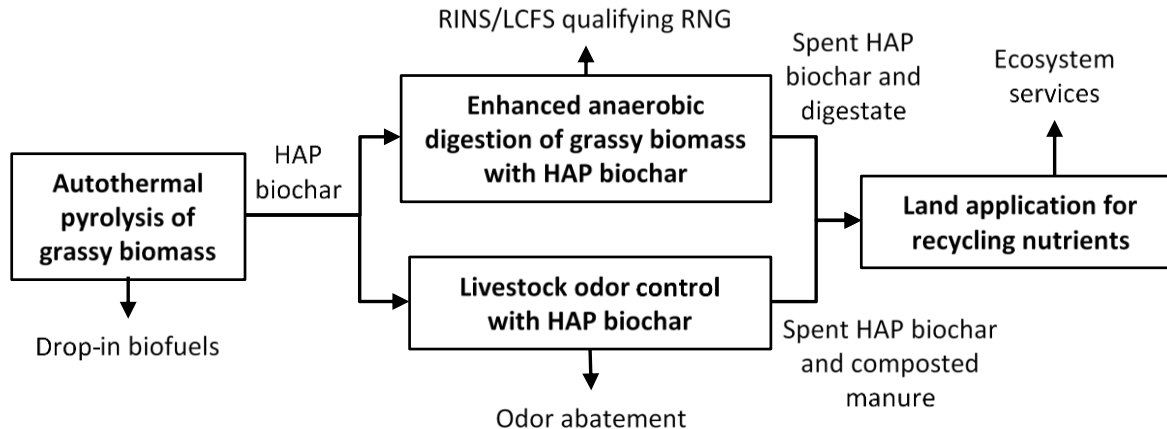 RINS/LCFS qualifying RNG
Spent HAP
biochar and
digestate
Ecosystem
services
Enhanced anaerobic
digestion of grassy biomass
with HAP biochar
HAP
biochar
Autothermal
pyrolysis of
grassy biomass
Land application for
recycling nutrients
Livestock odor control
with HAP biochar
Drop-in biofuels
Spent HAP biochar
and composted
manure
Odor abatement